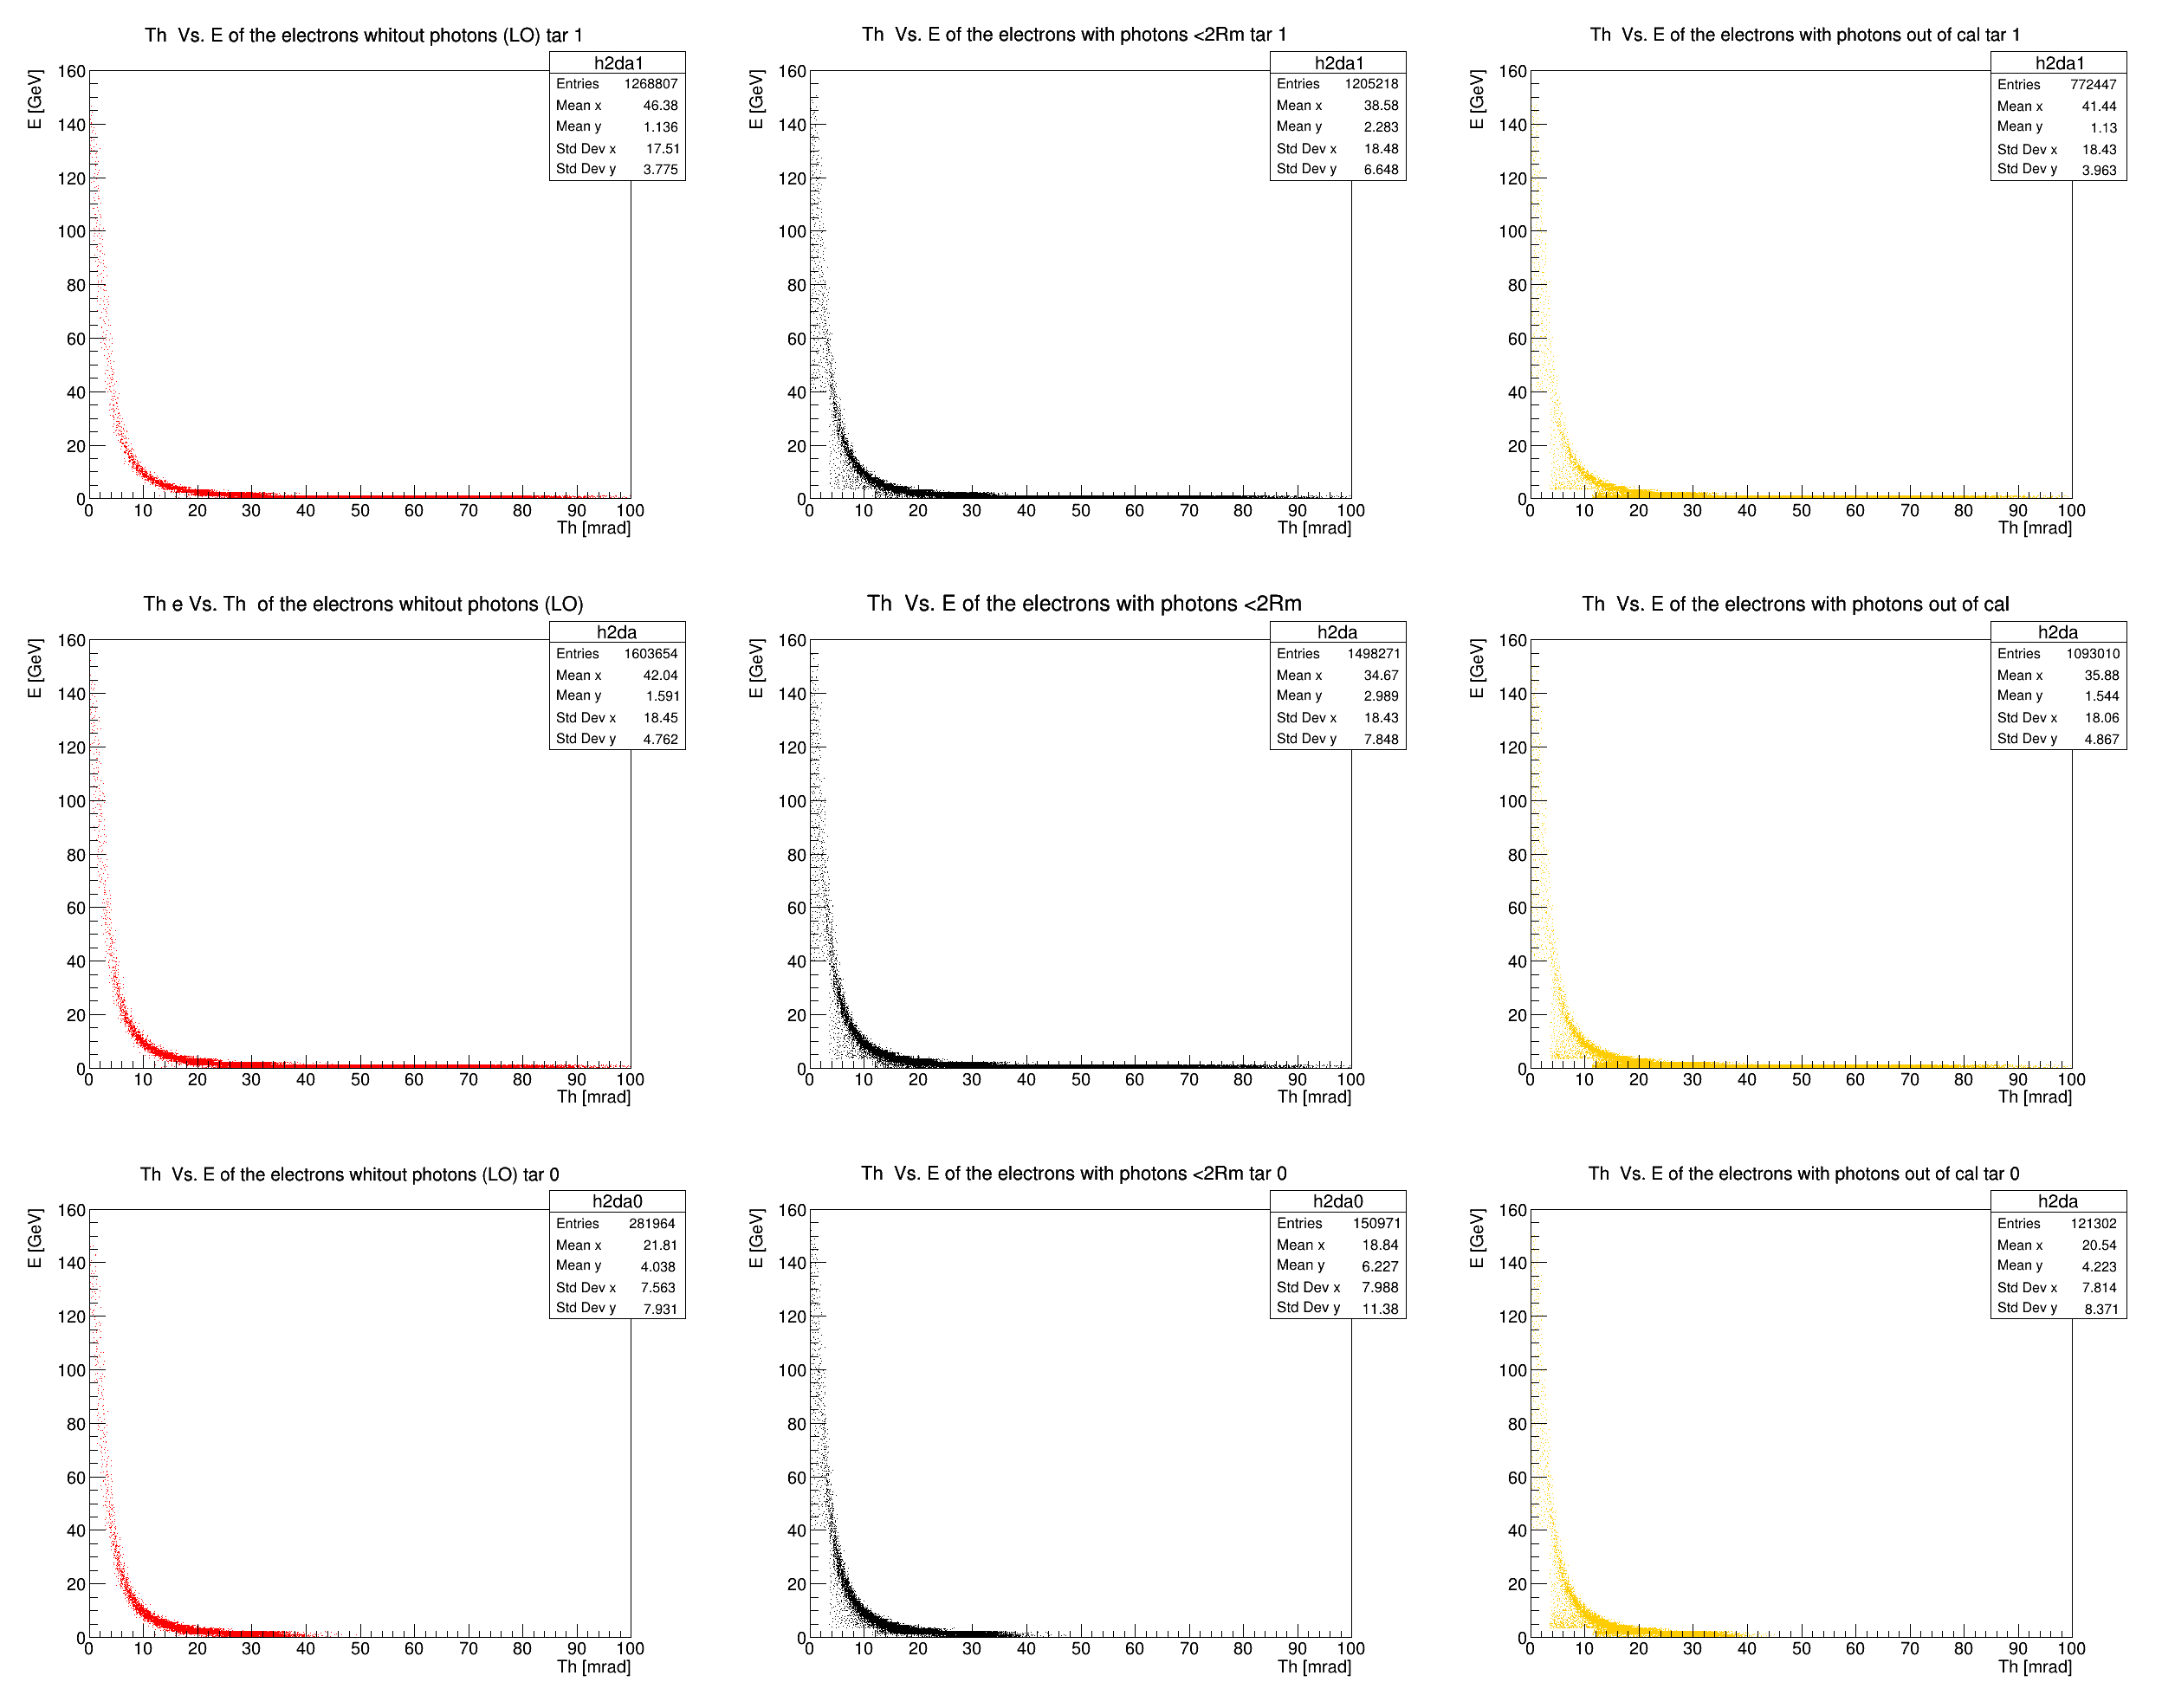 Th  Vs. E of the electrons whitout photons (LO) tar 1
h2da1
Entries 1268807
Mean x 46.38
Mean y 1.136
Std Dev x 17.51
Std Dev y 3.775
E [GeV]
160
140
120
100
80
60
40
20
0
0 10 20 30 40 50 60 70 80 90 100
Th [mrad]
Th  Vs. E of the electrons with photons <2Rm tar 1
h2da1
Entries 1205218
Mean x 38.58
Mean y 2.283
Std Dev x 18.48
Std Dev y 6.648
E [GeV]
160
140
120
100
80
60
40
20
0
0 10 20 30 40 50 60 70 80 90 100
Th [mrad]
Th  Vs. E of the electrons with photons out of cal tar 1
h2da1
Entries 772447
Mean x 41.44
Mean y 1.13
Std Dev x 18.43
Std Dev y 3.963
E [GeV]
160
140
120
100
80
60
40
20
0
0 10 20 30 40 50 60 70 80 90 100
Th [mrad]
Th e Vs. Th  of the electrons whitout photons (LO)
h2da
Entries 1603654
Mean x 42.04
Mean y 1.591
Std Dev x 18.45
Std Dev y 4.762
E [GeV]
160
140
120
100
80
60
40
20
0
0 10 20 30 40 50 60 70 80 90 100
Th [mrad]
Th  Vs. E of the electrons with photons <2Rm
h2da
Entries 1498271
Mean x 34.67
Mean y 2.989
Std Dev x 18.43
Std Dev y 7.848
E [GeV]
160
140
120
100
80
60
40
20
0
0 10 20 30 40 50 60 70 80 90 100
Th [mrad]
Th  Vs. E of the electrons with photons out of cal
h2da
Entries 1093010
Mean x 35.88
Mean y 1.544
Std Dev x 18.06
Std Dev y 4.867
E [GeV]
160
140
120
100
80
60
40
20
0
0 10 20 30 40 50 60 70 80 90 100
Th [mrad]
Th  Vs. E of the electrons whitout photons (LO) tar 0
h2da0
Entries 281964
Mean x 21.81
Mean y 4.038
Std Dev x 7.563
Std Dev y 7.931
E [GeV]
160
140
120
100
80
60
40
20
0
0 10 20 30 40 50 60 70 80 90 100
Th [mrad]
Th  Vs. E of the electrons with photons <2Rm tar 0
h2da0
Entries 150971
Mean x 18.84
Mean y 6.227
Std Dev x 7.988
Std Dev y 11.38
E [GeV]
160
140
120
100
80
60
40
20
0
0 10 20 30 40 50 60 70 80 90 100
Th [mrad]
Th  Vs. E of the electrons with photons out of cal tar 0
h2da
Entries 121302
Mean x 20.54
Mean y 4.223
Std Dev x 7.814
Std Dev y 8.371
E [GeV]
160
140
120
100
80
60
40
20
0
0 10 20 30 40 50 60 70 80 90 100
Th [mrad]